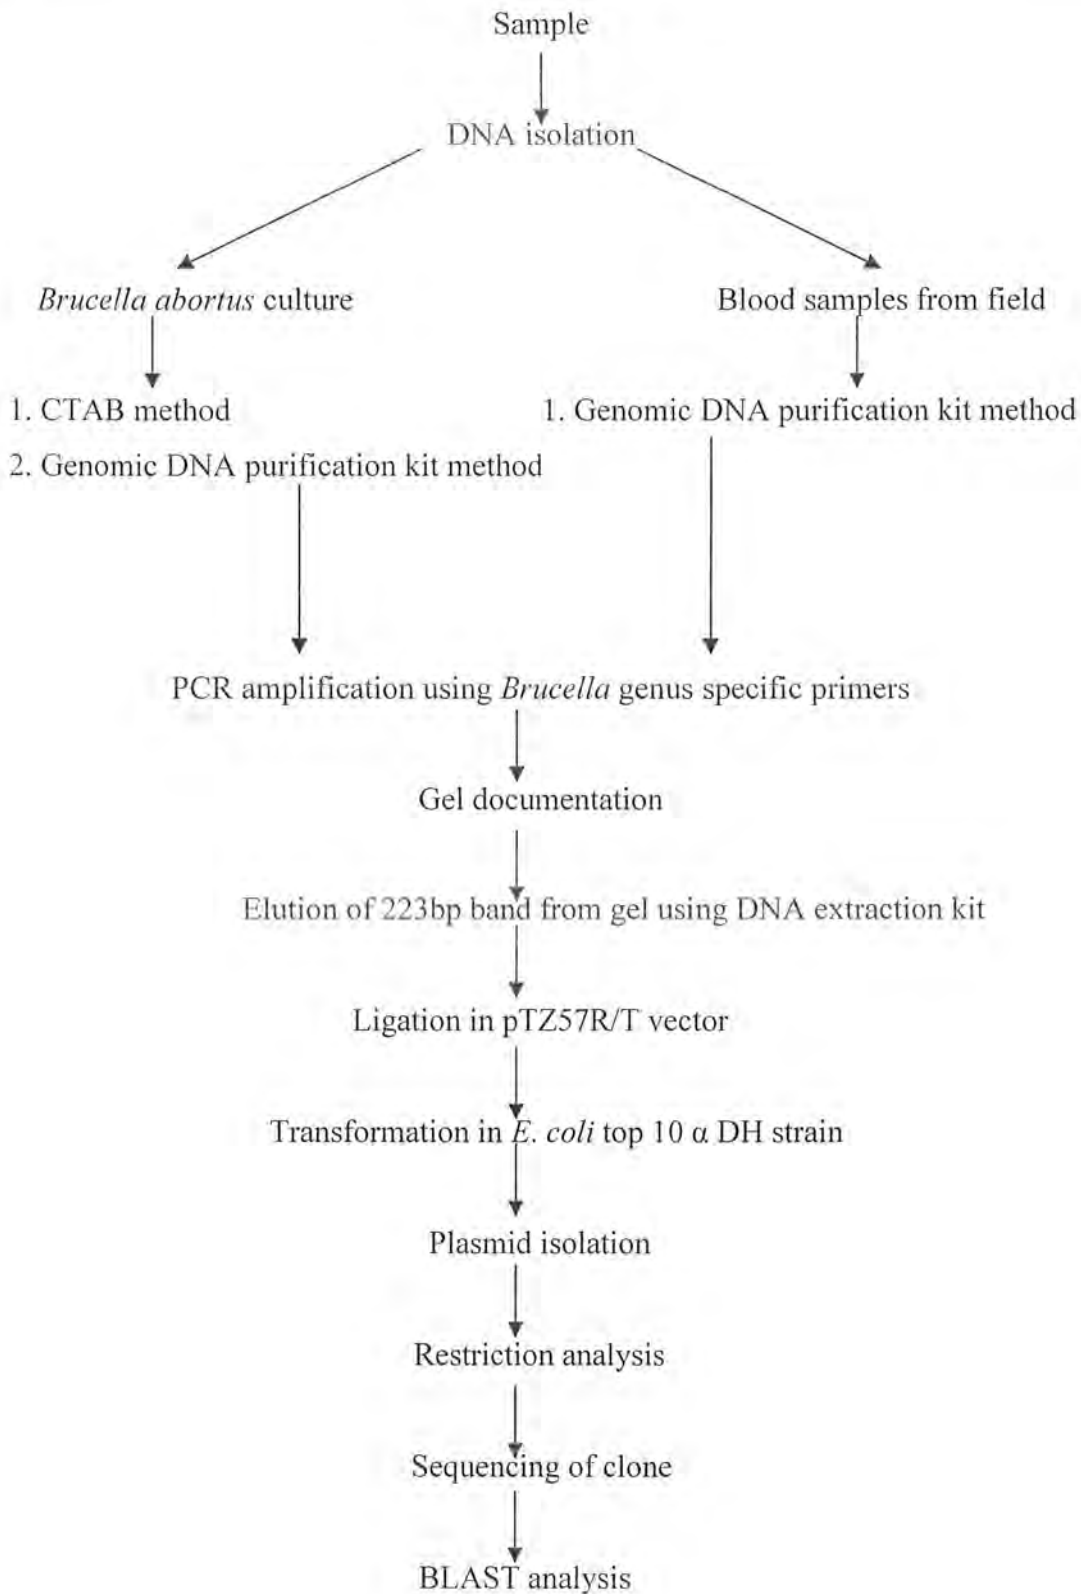 Sample
DNA isolation
Brucella abortus culture
Blood samples from field
1. CTAB method
1. Genomic DNA purification kit method
2. Genomic DNA purification kit method
PCR amplification using Brucella genus specific primers
Gel documentation
Elution of 223bp band from gel using DNA extraction kit
Ligation in pTZ57R/T vector
Transformation in E. coli top 10 α DH strain
Plasmid isolation
Restriction analysis
Sequencing of clone
BLAST analysis